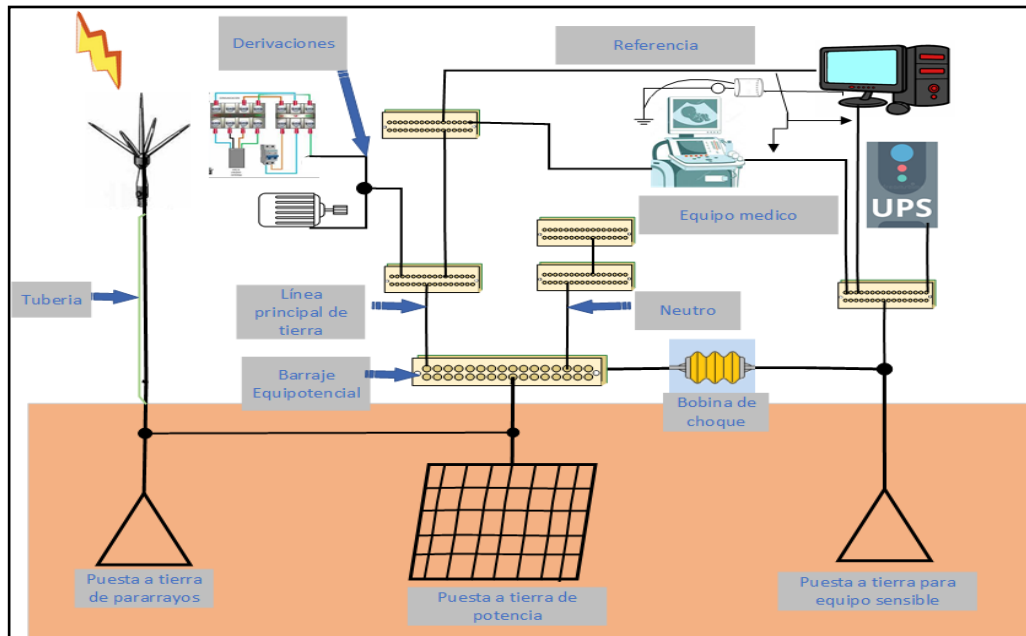 Derivaciones
Referencia
UPS
Equipo medico
Tuberia
Línea
principal de
tierra
Neutro
Barraje
Equipotencial
Bobina de
choque
Puesta a tierra
de pararrayos
Puesta a tierra de
potencia
Puesta a tierra para
equipo sensible